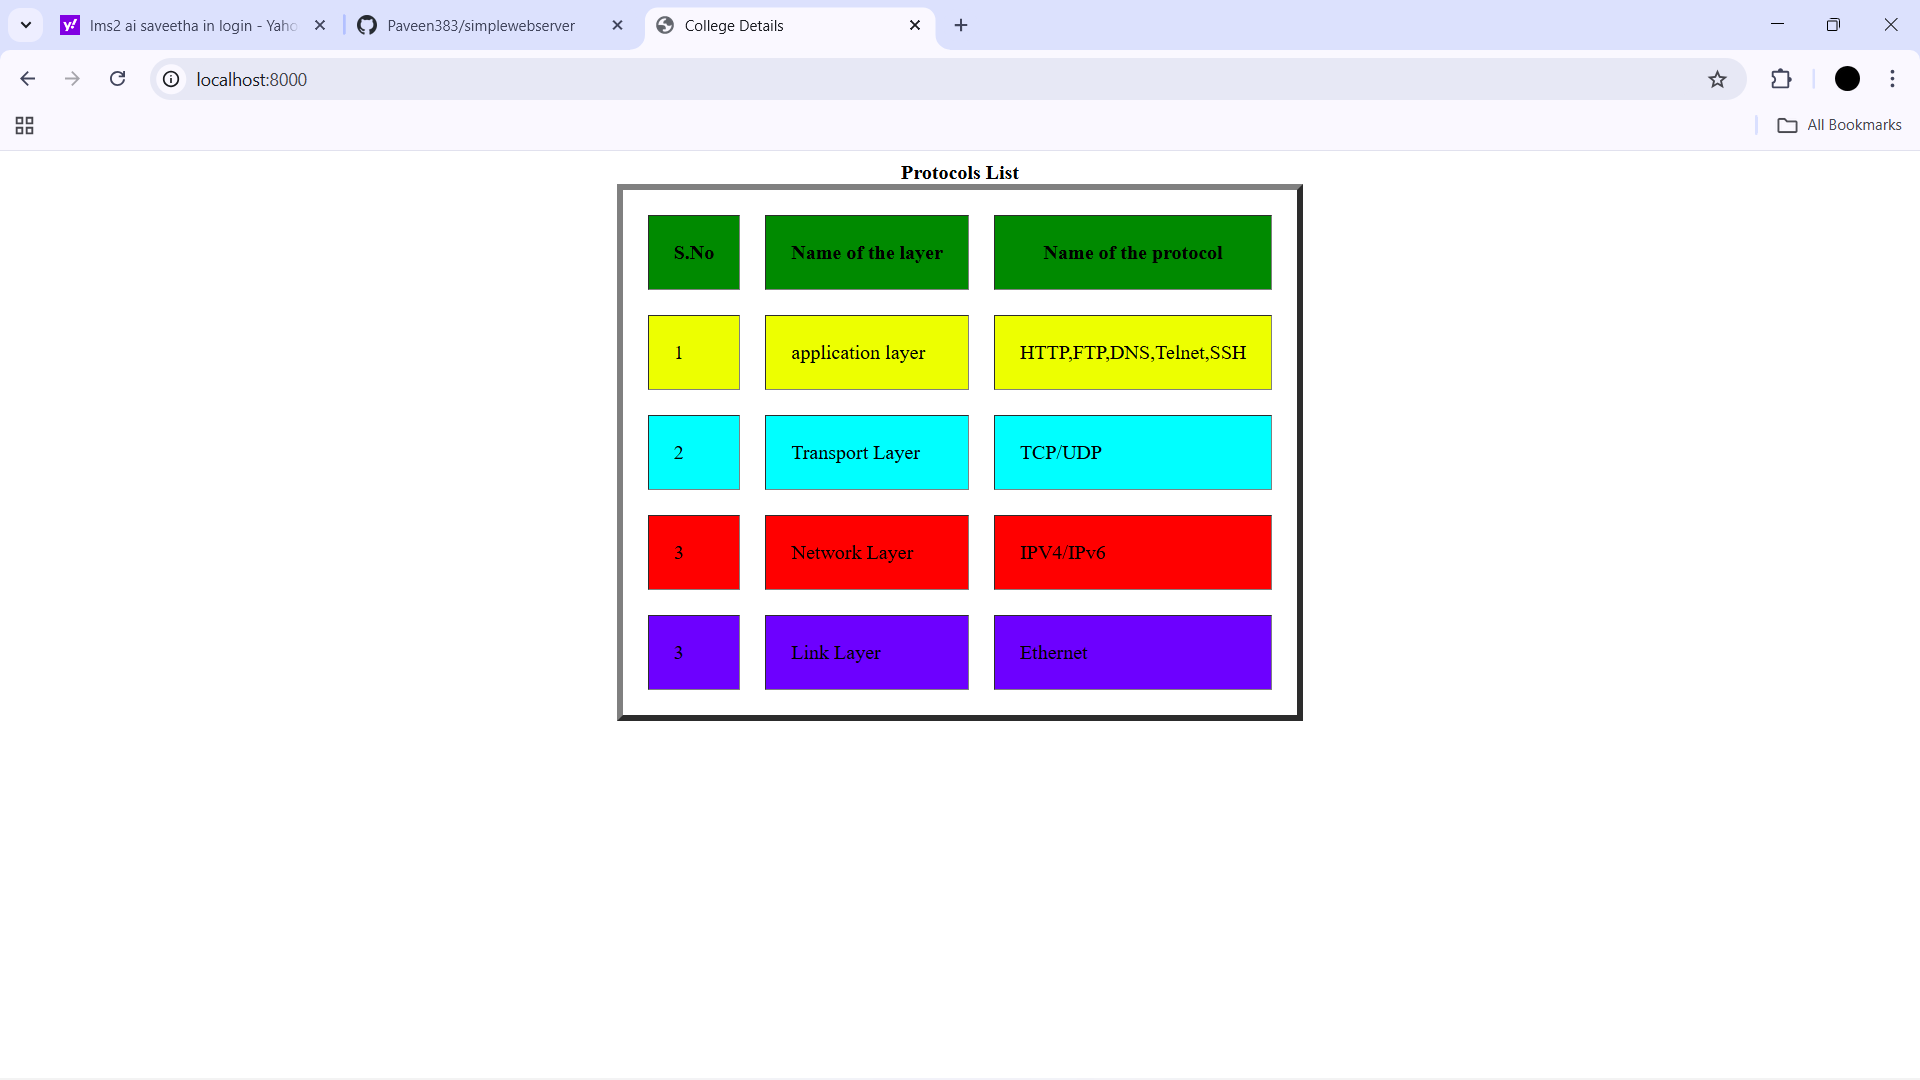 lms2 ai saveetha in login - Yaho
Paveen383/simplewebserver
College Details
localhost:8000
All Bookmarks
Protocols List
S.No Name of the layer Name of the protocol
1 application layer HTTP,FTP,DNS,Telnet,SSH
2 Transport Layer TCP/UDP
3 Network Layer IPV4/IPv6
3 Link Layer Ethernet